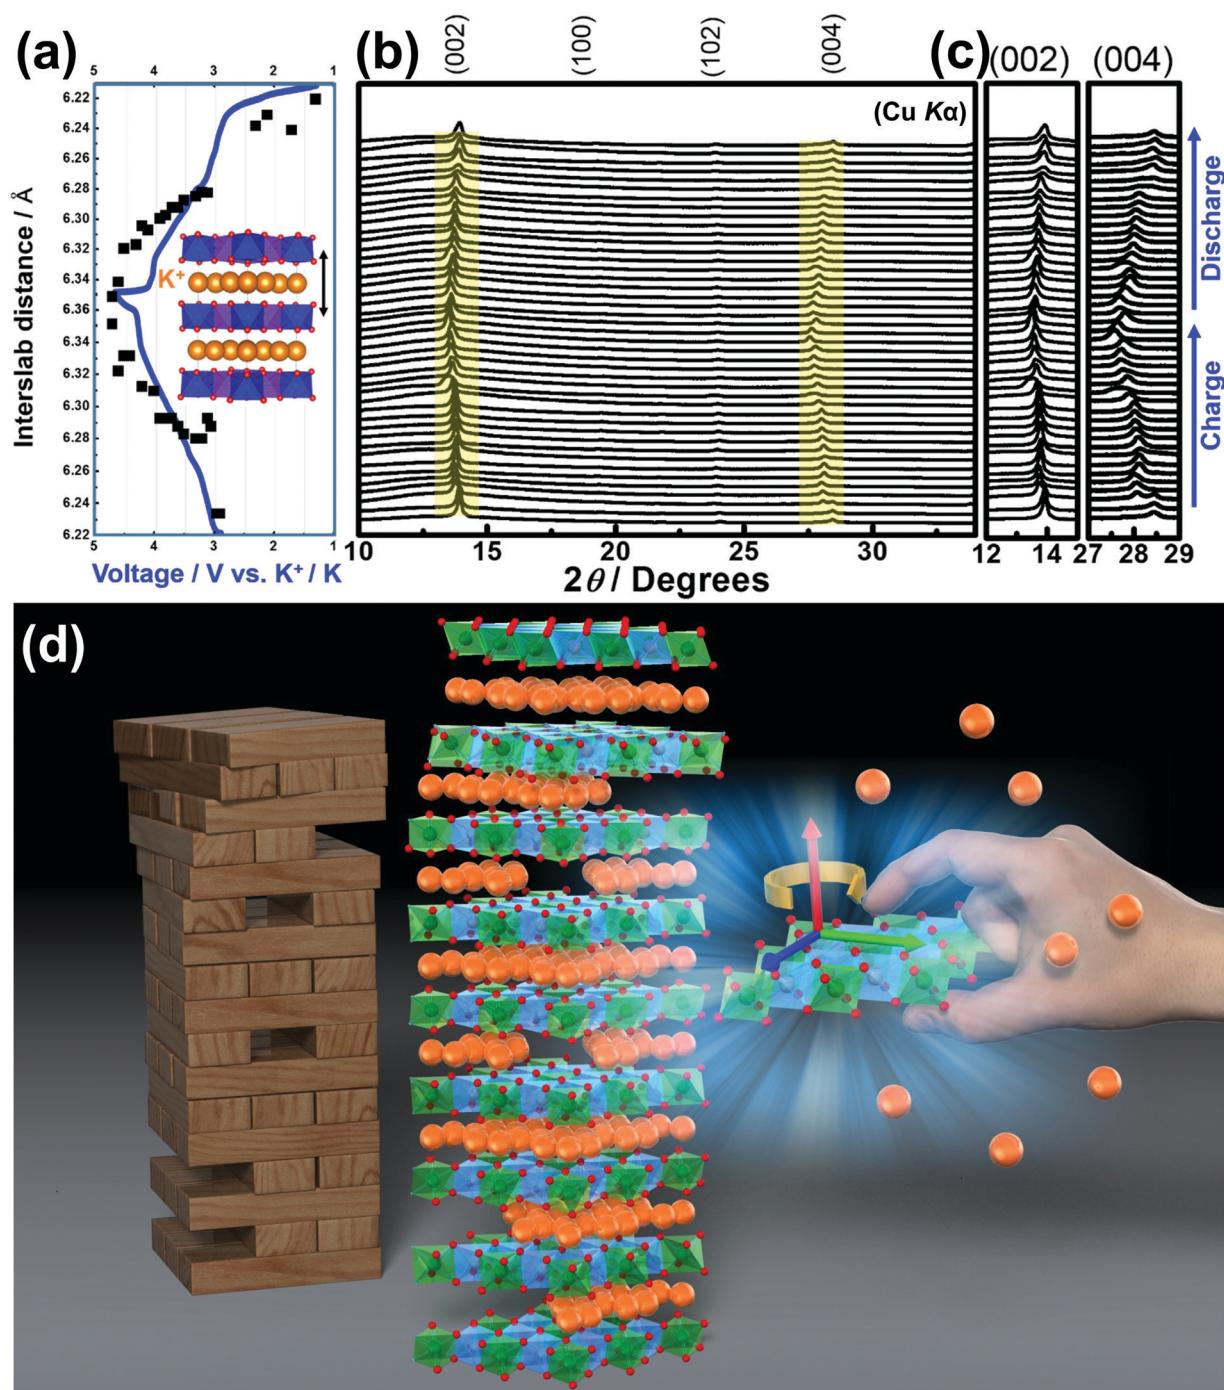 (a)
5 4 3 2 1
6.22
6.24
6.28
6.30
6.32
6.34
6.36
6.34
6.32
6.30
6.28
6.26
6.24
6.22
5 4 3 2 1
Interslab distance / Å
K⁺
Voltage / V vs. K⁺ / K
(b)
(002) (100) (102) (004)
(Cu Kα)
10 15 20 25 30
2θ / Degrees
(c)
(002) (004)
12 14 15 27 28 29
Discharge
Charge
(d)